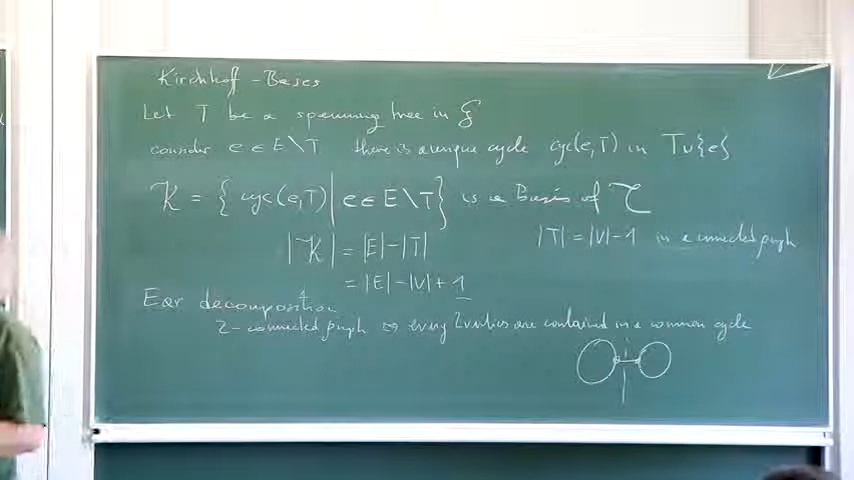 Kirchhof - Bases
Let T be a spanning tree in G
consider e ∈ E \ T there is a unique cycle cyc(e,T) in T∪{e}
K = { cyc(e,T) | e ∈ E \ T } is a Basis of C
|K| = |E| - |T|
|T| = |V| - 1 in a connected graph
= |E| - |V| + 1
Ear decomposition
2-connected graph ⇔ every 2 vertices are contained in a common cycle